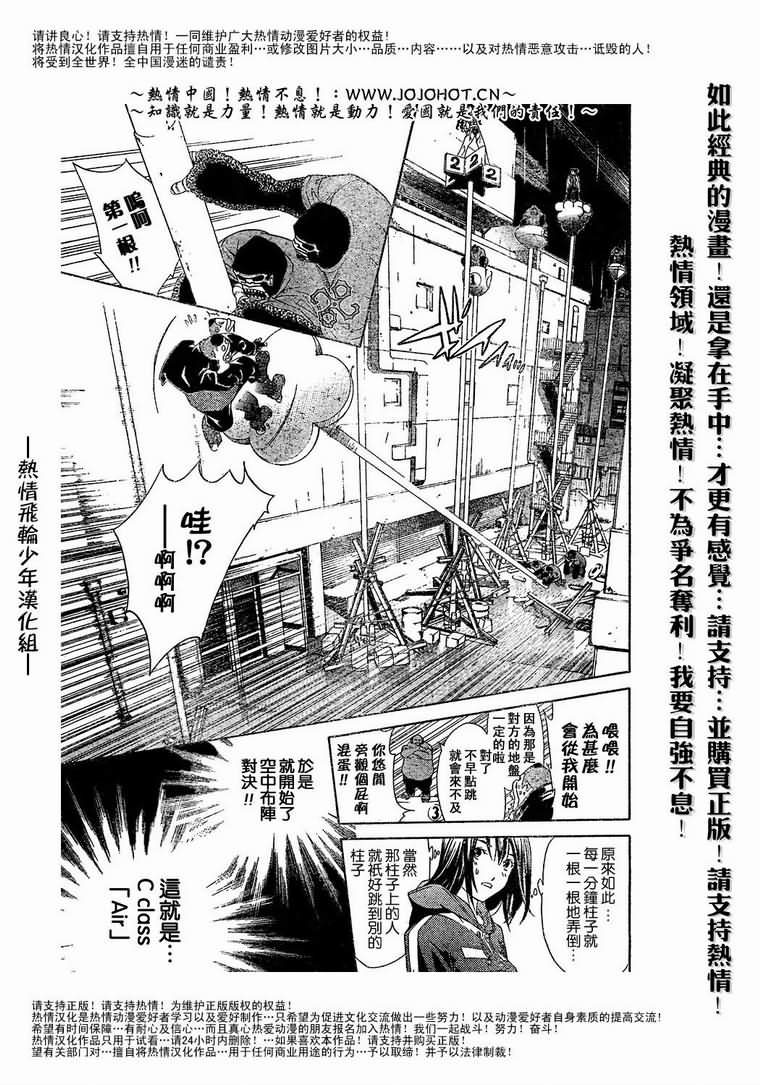 请讲良心！请支持热情！一同维护广大热情动漫爱好者的权益！
将热情汉化作品擅自用于任何商业盈利…或修改图片大小…品质…内容……以及对热情恶意攻击…诋毁的人！
将受到全世界！全中国漫迷的谴责！
～熱情中國！熱情不息！：WWW.JOJOHOT.CN～
～知識就是力量！熱情就是動力！愛國就是我們的責任！～
如此經典的漫畫！還是拿在手中…才更有感覺…請支持…並購買正版！請支持熱情！
熱情領域！凝聚熱情！不為爭名奪利！我要自強不息！
—熱情飛輪少年漢化組—
292
嗚呵
第一根!!
哇!?
——啊啊啊
喂喂!!
為甚麼
會從我開始
因為那是
對方的地盤
一定的啦
對了
不早點跳
就會來不及
你悠閒
旁觀個屁啊
混蛋!!
③
於是
就開始了
空中布陣
對決!!
原來如此…
每一分鐘柱子就
一根一根地弄倒…
當然
那柱子上的人
就祇好跳到別的
柱子
這就是…
C class
「Air」
请支持正版！请支持热情！为维护正版版权的权益！
热情汉化是热情动漫爱好者学习以及爱好制作…只希望为促进文化交流做出一些努力！以及动漫爱好者自身素质的提高交流！
希望有时间保障…有耐心及信心…而且真心热爱动漫的朋友报名加入热情！我们一起战斗！努力！奋斗！
热情汉化作品只用于试看…请24小时内删除！…如果喜欢本作品！请支持并购买正版！
望有关部门对…擅自将热情汉化作品…用于任何商业用途的行为…予以取缔！并予以法律制裁！